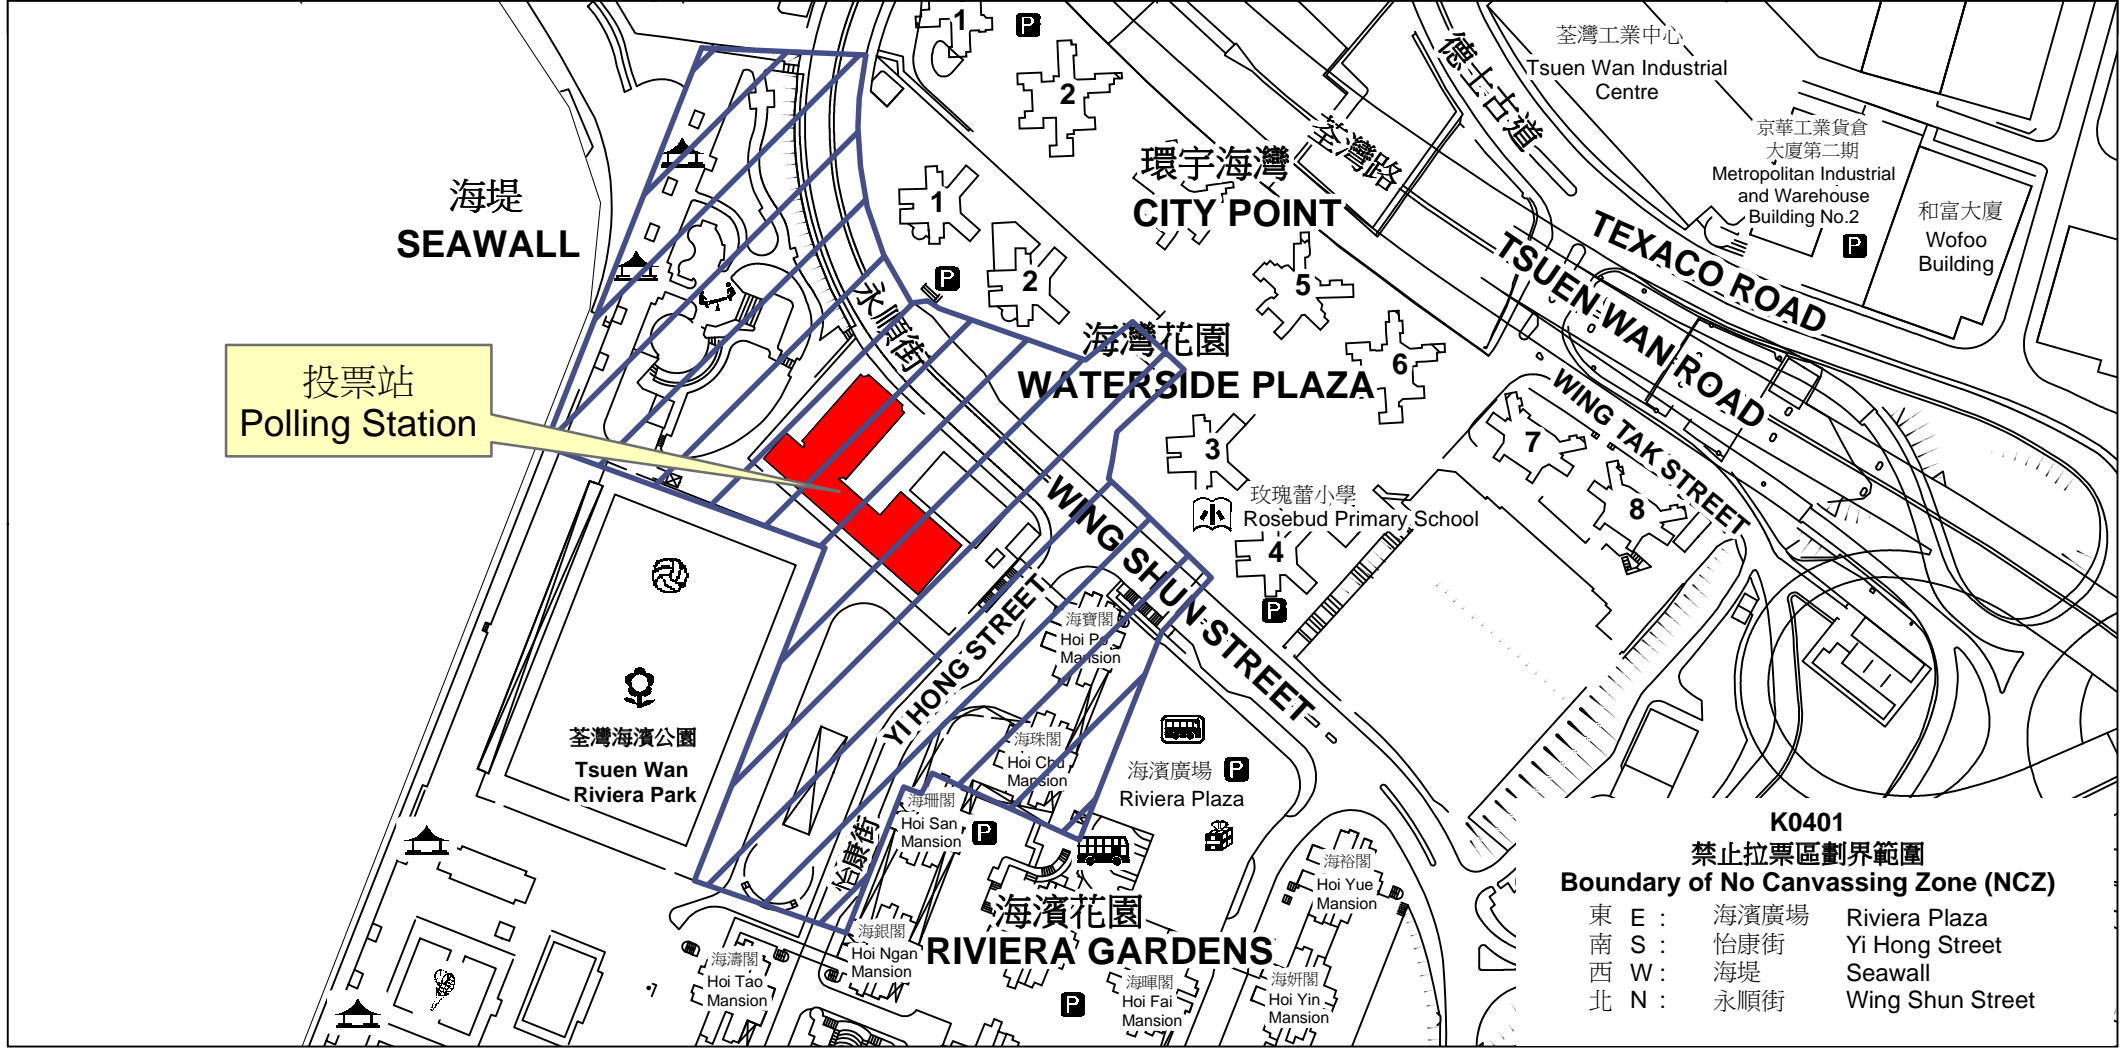 1
P
2
荃灣工業中心
Tsuen Wan Industrial
Centre
德士古道
京華工業貨倉
大廈第二期
Metropolitan Industrial
and Warehouse
Building No.2
P
和富大廈
Wofoo
Building
荃灣路
環宇海灣
CITY POINT
海堤
SEAWALL
1
2
P
5
6
TEXACO ROAD
TSUEN WAN ROAD
WING TAK STREET
永順街
海灣花園
WATERSIDE PLAZA
投票站
Polling Station
3
7
8
玫瑰蕾小學
Rosebud Primary School
4
P
WING SHUN STREET
YI HONG STREET
海寶閣
Hoi Po
Mansion
荃灣海濱公園
Tsuen Wan
Riviera Park
海珠閣
Hoi Chu
Mansion
海濱廣場
P
Riviera Plaza
海珊閣
Hoi San
Mansion
P
怡康街
海裕閣
Hoi Yue
Mansion
海濱花園
RIVIERA GARDENS
海銀閣
Hoi Ngan
Mansion
海濤閣
Hoi Tao
Mansion
海暉閣
Hoi Fai
Mansion
海妍閣
Hoi Yin
Mansion
P
K0401
禁止拉票區劃界範圍
Boundary of No Canvassing Zone (NCZ)
東 E : 海濱廣場 Riviera Plaza
南 S : 怡康街 Yi Hong Street
西 W : 海堤 Seawall
北 N : 永順街 Wing Shun Street